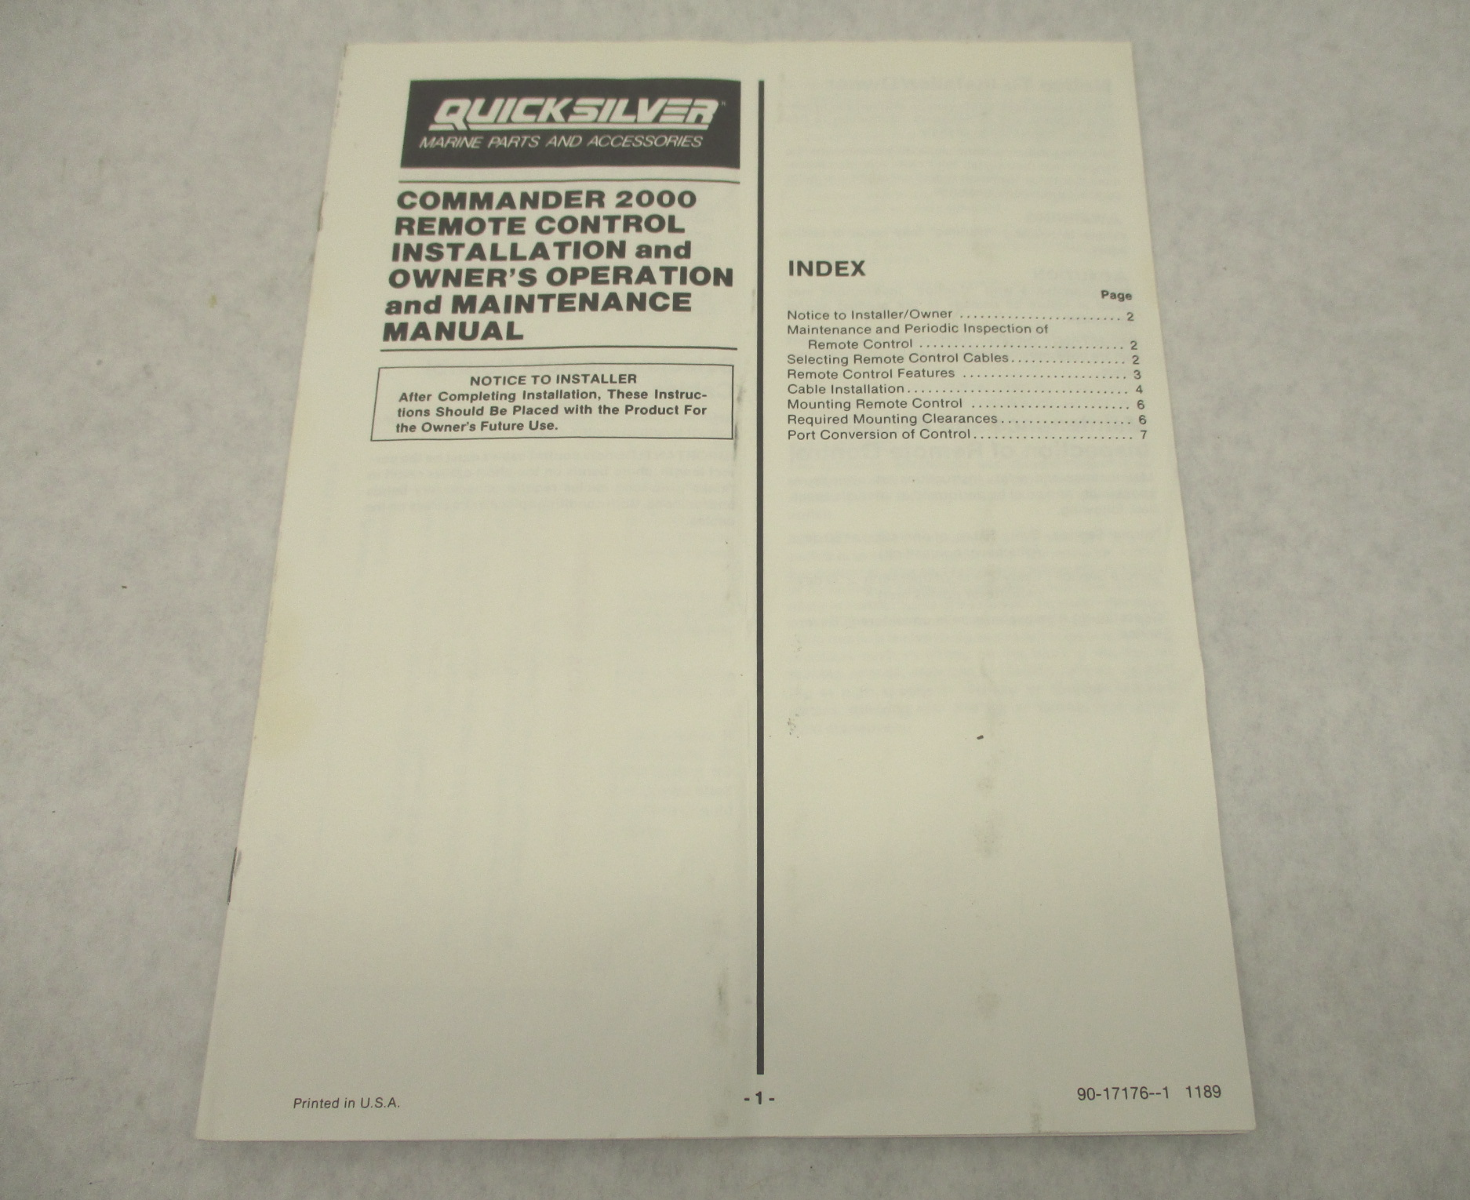 QUICKSILVER
MARINE PARTS AND ACCESSORIES
COMMANDER 2000
REMOTE CONTROL
INSTALLATION and
OWNER'S OPERATION
and MAINTENANCE
MANUAL
NOTICE TO INSTALLER
After Completing Installation, These Instruc-
tions Should Be Placed with the Product For
the Owner's Future Use.
INDEX
Page
Notice to Installer/Owner ........................ 2
Maintenance and Periodic Inspection of
Remote Control ............................. 2
Selecting Remote Control Cables................. 2
Remote Control Features ........................ 3
Cable Installation................................ 4
Mounting Remote Control ....................... 6
Required Mounting Clearances................... 6
Port Conversion of Control....................... 7
Printed in U.S.A.
- 1 -
90-17176--1 1189